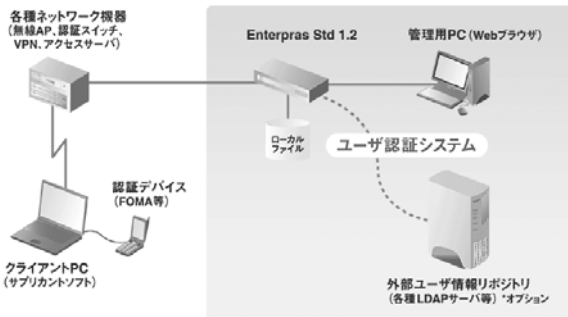 各種ネットワーク機器
(無線AP、認証スイッチ、
VPN、アクセスサーバ)
Enterpras Std 1.2
管理用PC(Webブラウザ)
ローカル
ファイル
ユーザ認証システム
認証デバイス
(FOMA等)
クライアントPC
(サプリカントソフト)
外部ユーザ情報リポジトリ
(各種LDAPサーバ等) *オプション